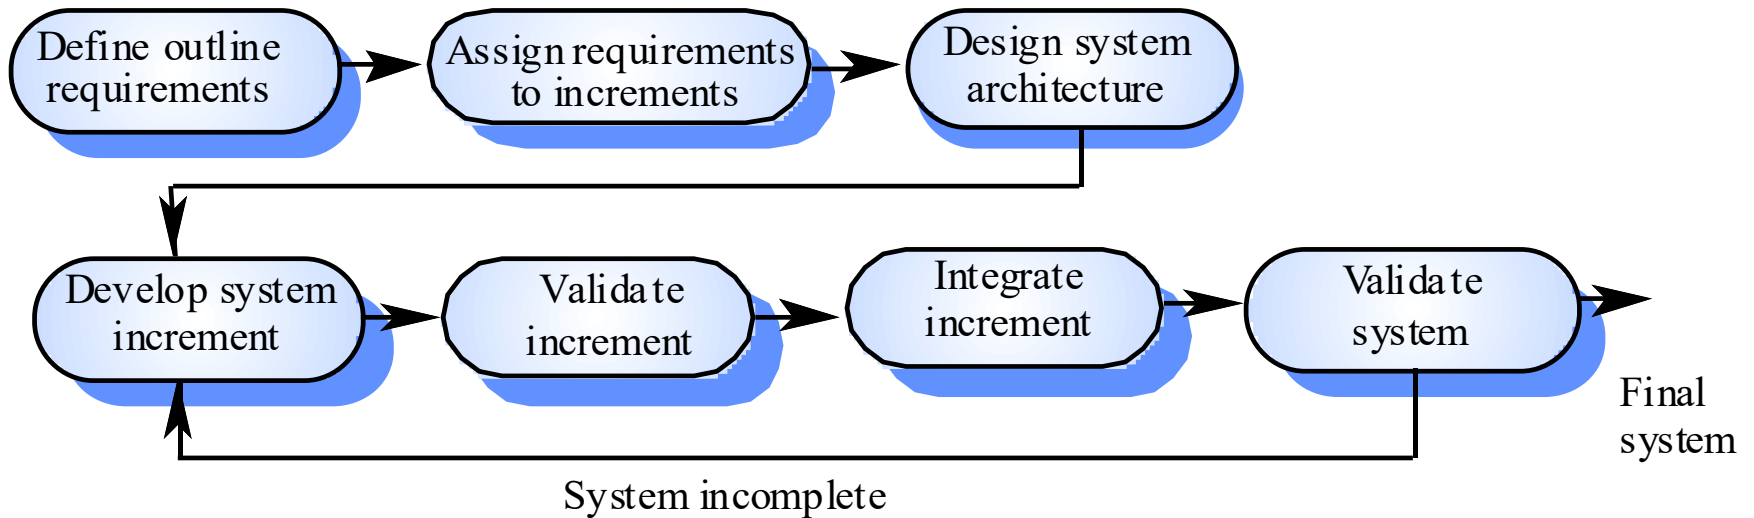 Define outline
requirements
Assign requirements
to increments
Design system
architecture
Develop system
increment
Validate
increment
Integrate
increment
Validate
system
Final
system
System incomplete